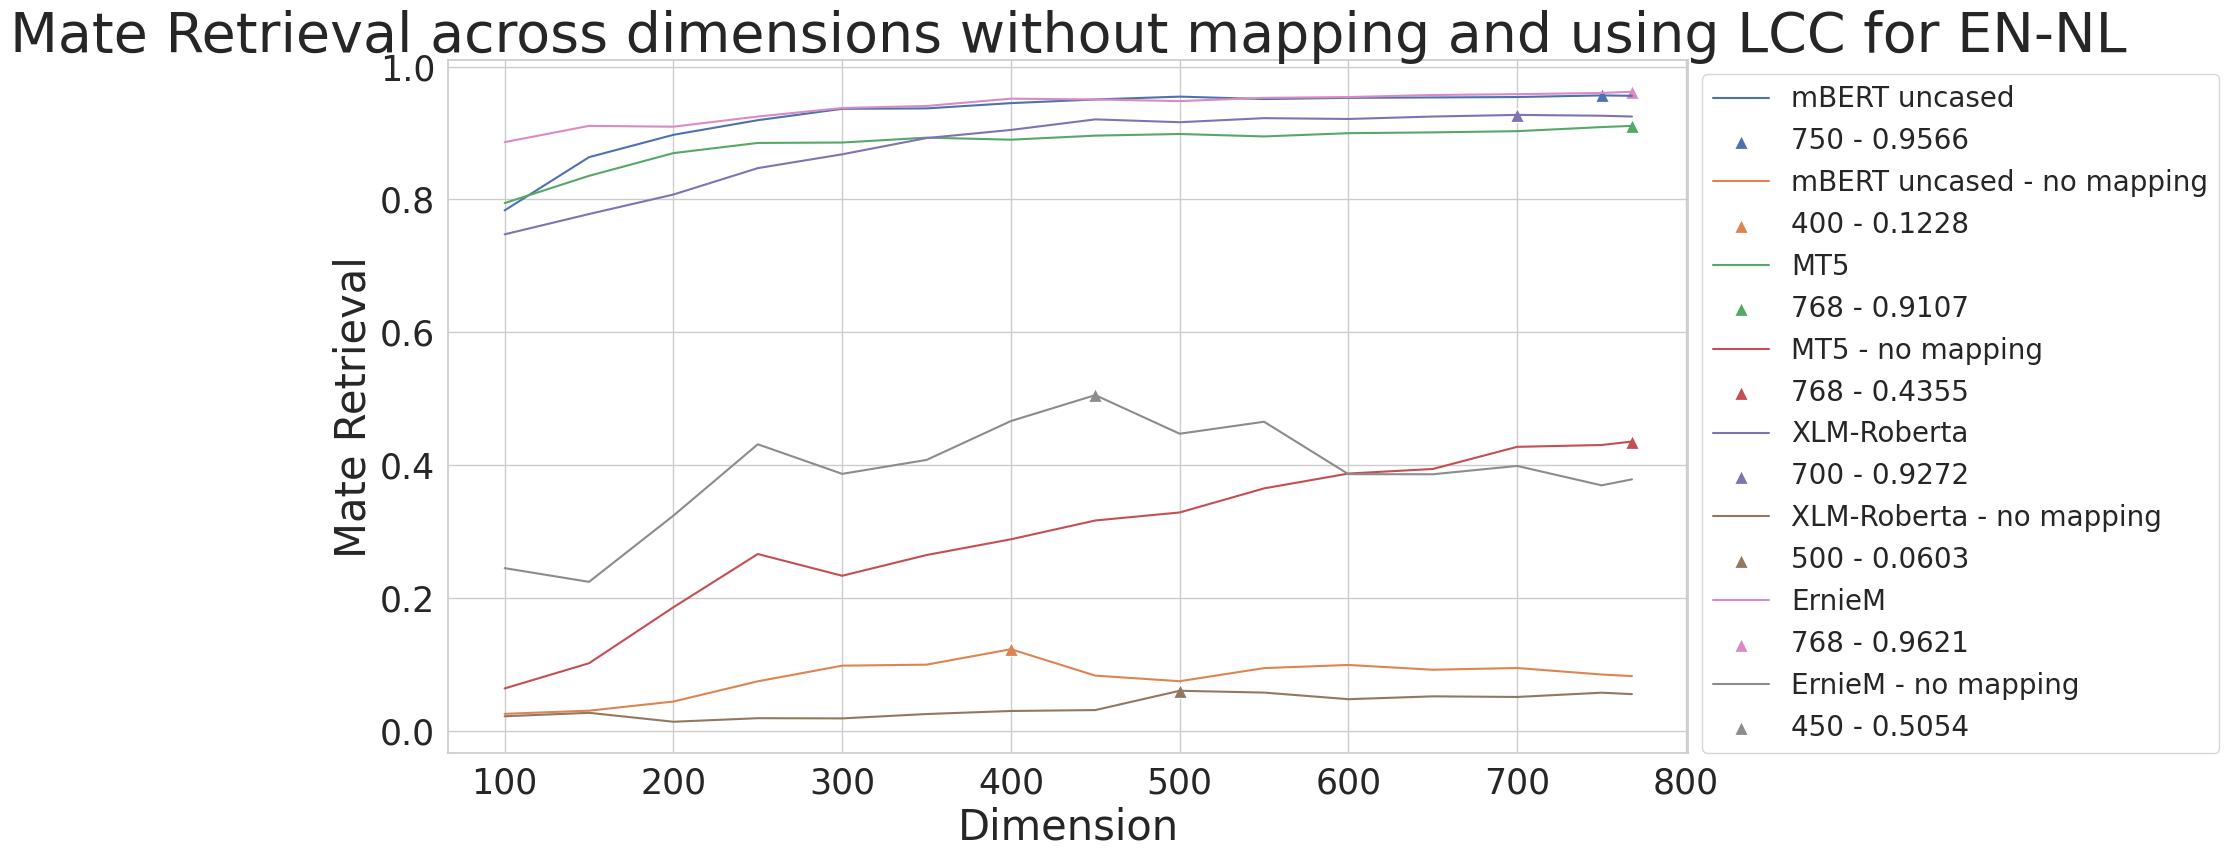 Mate Retrieval across dimensions without mapping and using LCC for EN-NL
1.0
0.8
0.6
0.4
0.2
0.0
Mate Retrieval
100 200 300 400 500 600 700 800
Dimension
mBERT uncased
750 - 0.9566
mBERT uncased - no mapping
400 - 0.1228
MT5
768 - 0.9107
MT5 - no mapping
768 - 0.4355
XLM-Roberta
700 - 0.9272
XLM-Roberta - no mapping
500 - 0.0603
ErnieM
768 - 0.9621
ErnieM - no mapping
450 - 0.5054